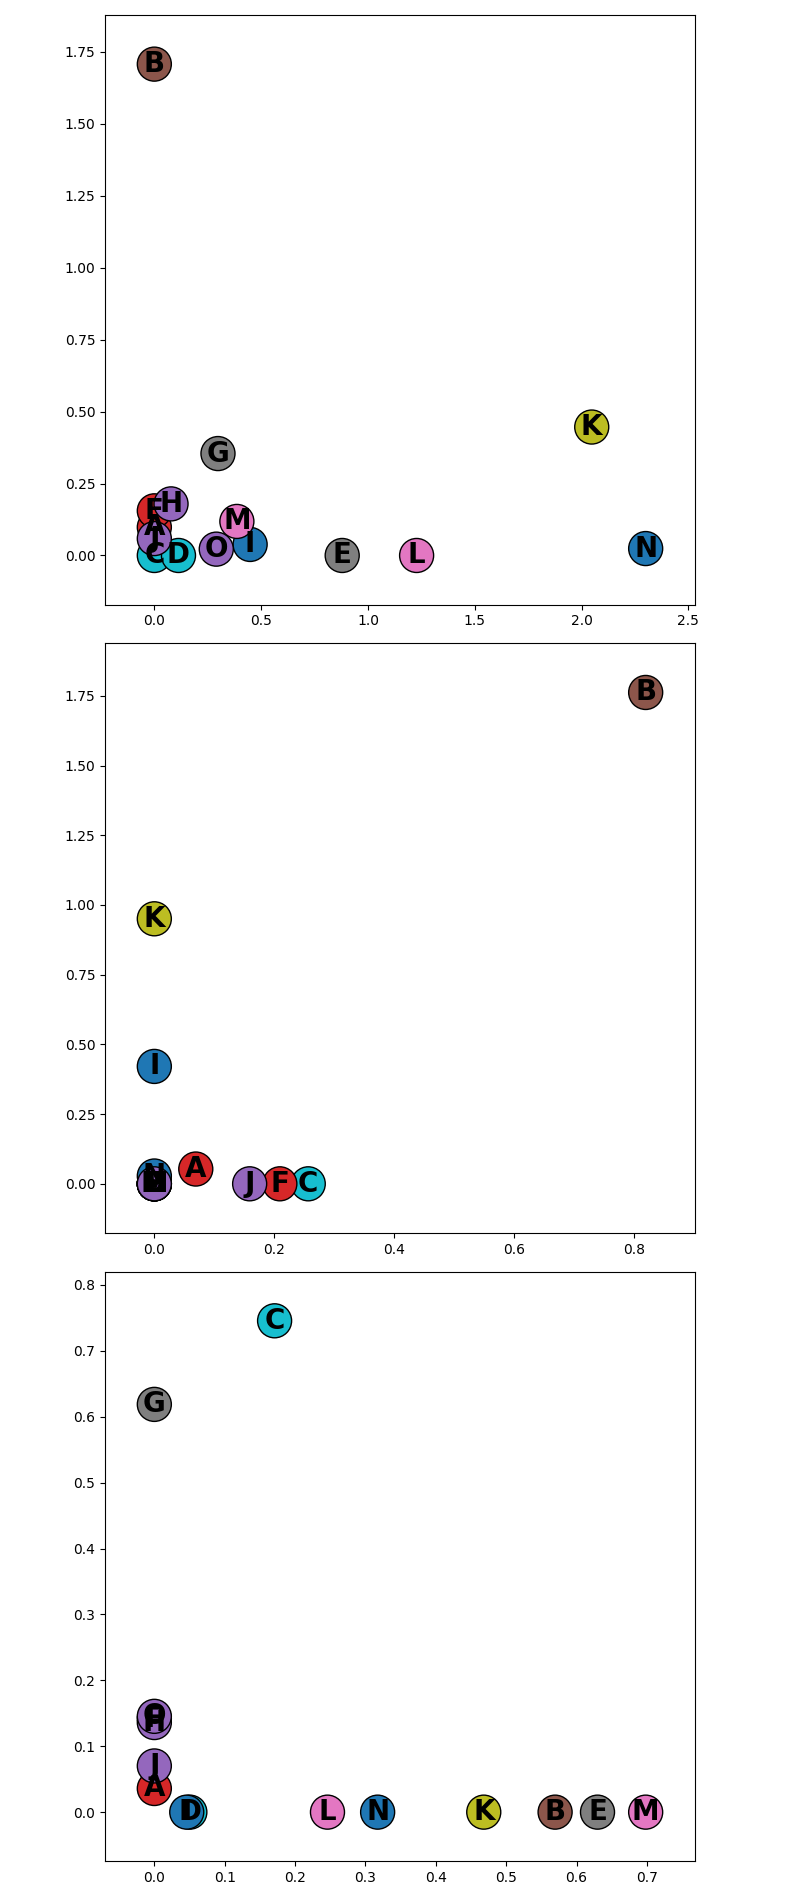 1.75 B
1.50
1.25
1.00
0.75
0.50 K
G
0.25 H
F M
A
J O I
0.00 C D E L N
0.0 0.5 1.0 1.5 2.0 2.5
1.75 B
1.50
1.25
1.00
K
0.75
0.50
I
0.25
N A
0.00 J F C
0.0 0.2 0.4 0.6 0.8
0.8
C
0.7
G
0.6
0.5
0.4
0.3
0.2
O
H
0.1
J
A
0.0 D L N K B E M
0.0 0.1 0.2 0.3 0.4 0.5 0.6 0.7